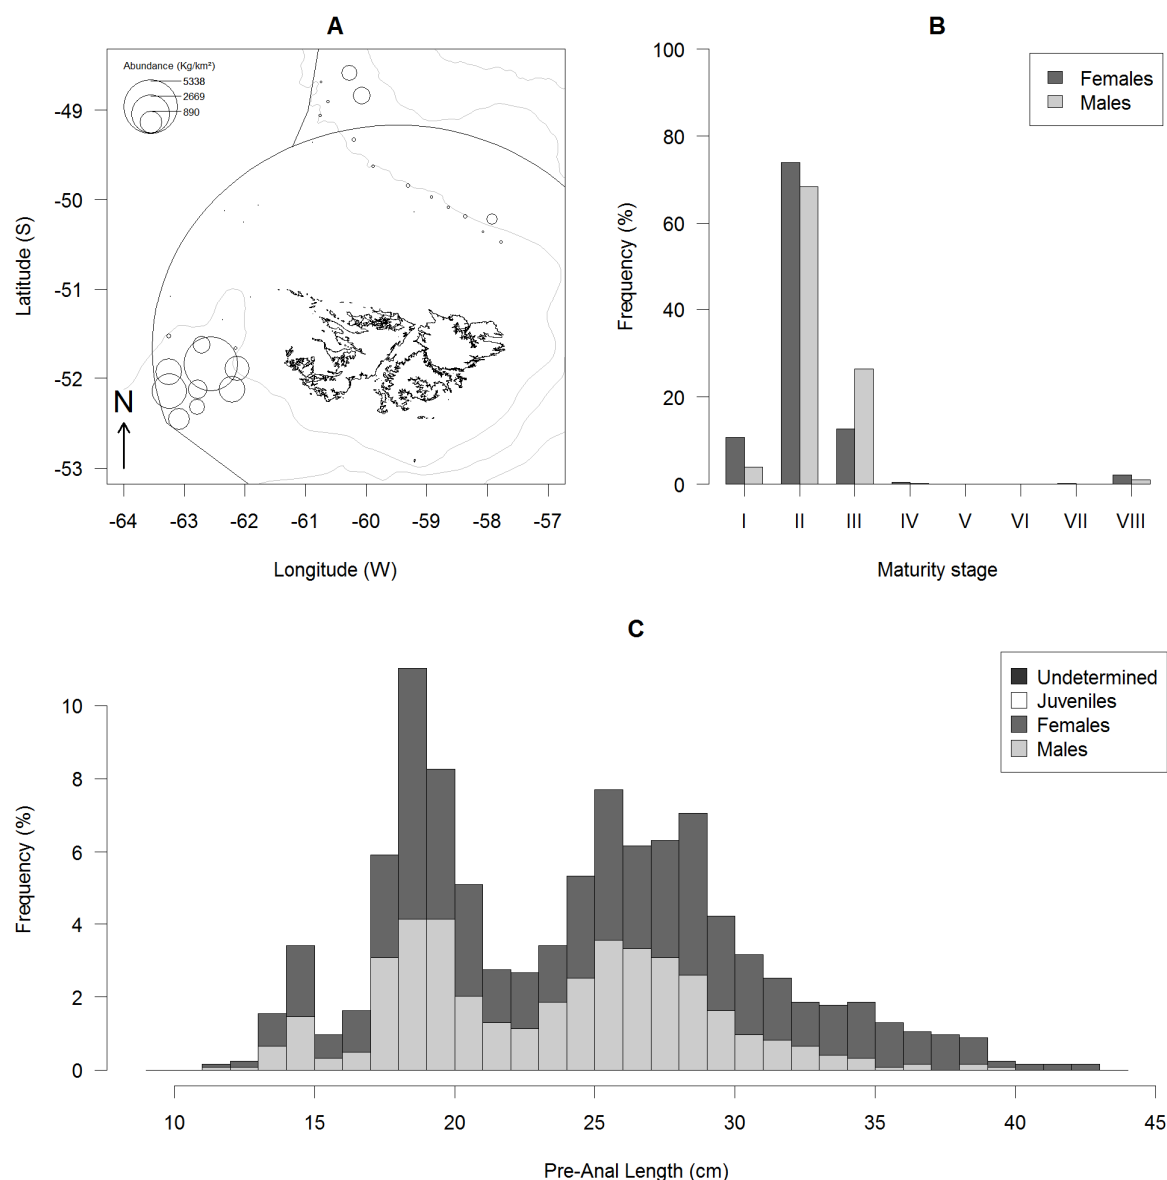 A
Abundance (Kg/km²)
5338
2669
890
-49
-50
-51
-52
-53
Latitude (S)
N
-64 -63 -62 -61 -60 -59 -58 -57
Longitude (W)
B
Females
Males
100
80
60
40
20
0
Frequency (%)
I II III IV V VI VII VIII
Maturity stage
C
Undetermined
Juveniles
Females
Males
10
8
6
4
2
0
Frequency (%)
10 15 20 25 30 35 40 45
Pre-Anal Length (cm)